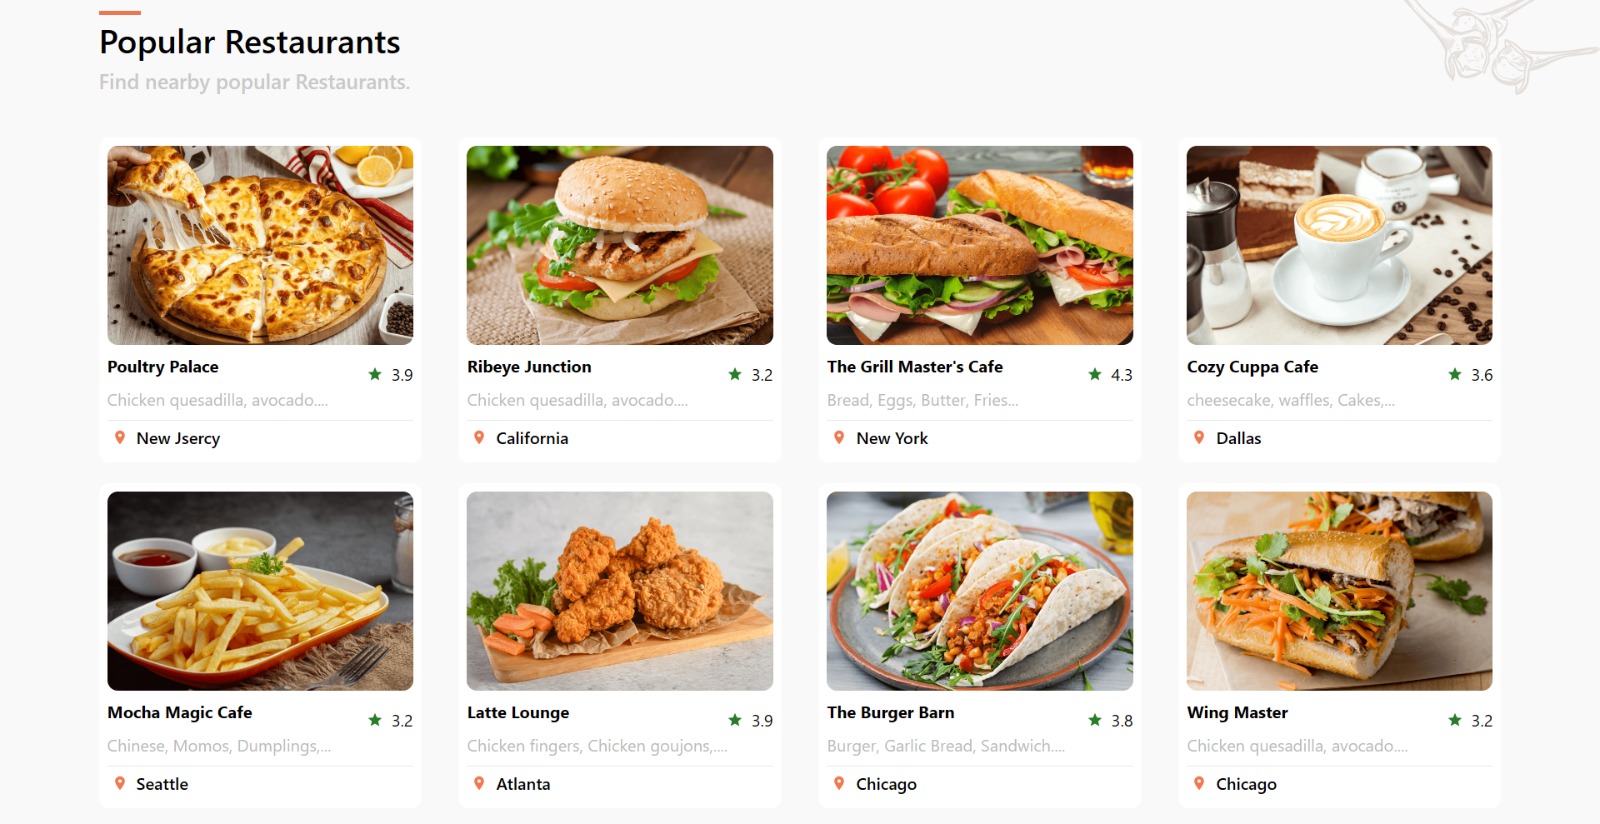 Popular Restaurants
Find nearby popular Restaurants.
Poultry Palace
3.9
Chicken quesadilla, avocado....
New Jsercy
Ribeye Junction
3.2
Chicken quesadilla, avocado....
California
The Grill Master's Cafe
4.3
Bread, Eggs, Butter, Fries...
New York
Cozy Cuppa Cafe
3.6
cheesecake, waffles, Cakes,...
Dallas
Mocha Magic Cafe
3.2
Chinese, Momos, Dumplings,...
Seattle
Latte Lounge
3.9
Chicken fingers, Chicken goujons,....
Atlanta
The Burger Barn
3.8
Burger, Garlic Bread, Sandwich....
Chicago
Wing Master
3.2
Chicken quesadilla, avocado....
Chicago